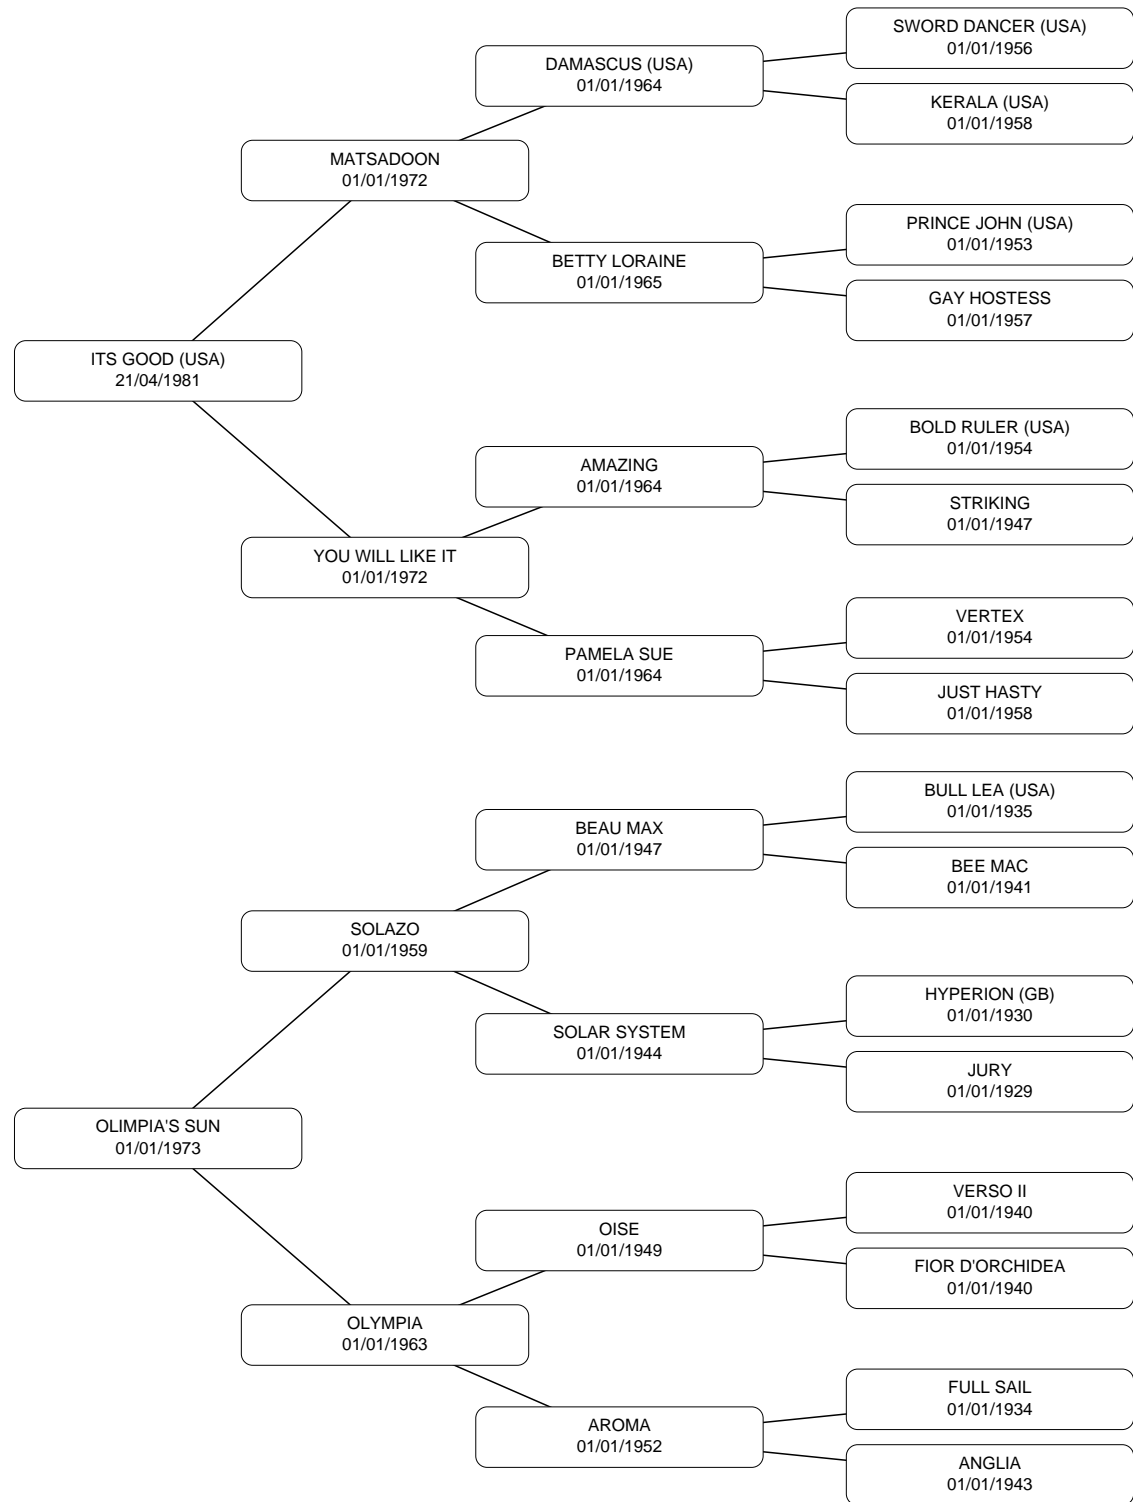 SWORD DANCER (USA)
01/01/1956
DAMASCUS (USA)
01/01/1964
KERALA (USA)
01/01/1958
MATSADOON
01/01/1972
PRINCE JOHN (USA)
01/01/1953
BETTY LORAINE
01/01/1965
GAY HOSTESS
01/01/1957
ITS GOOD (USA)
21/04/1981
BOLD RULER (USA)
01/01/1954
AMAZING
01/01/1964
STRIKING
01/01/1947
YOU WILL LIKE IT
01/01/1972
VERTEX
01/01/1954
PAMELA SUE
01/01/1964
JUST HASTY
01/01/1958
BULL LEA (USA)
01/01/1935
BEAU MAX
01/01/1947
BEE MAC
01/01/1941
SOLAZO
01/01/1959
HYPERION (GB)
01/01/1930
SOLAR SYSTEM
01/01/1944
JURY
01/01/1929
OLIMPIA'S SUN
01/01/1973
VERSO II
01/01/1940
OISE
01/01/1949
FIOR D'ORCHIDEA
01/01/1940
OLYMPIA
01/01/1963
FULL SAIL
01/01/1934
AROMA
01/01/1952
ANGLIA
01/01/1943